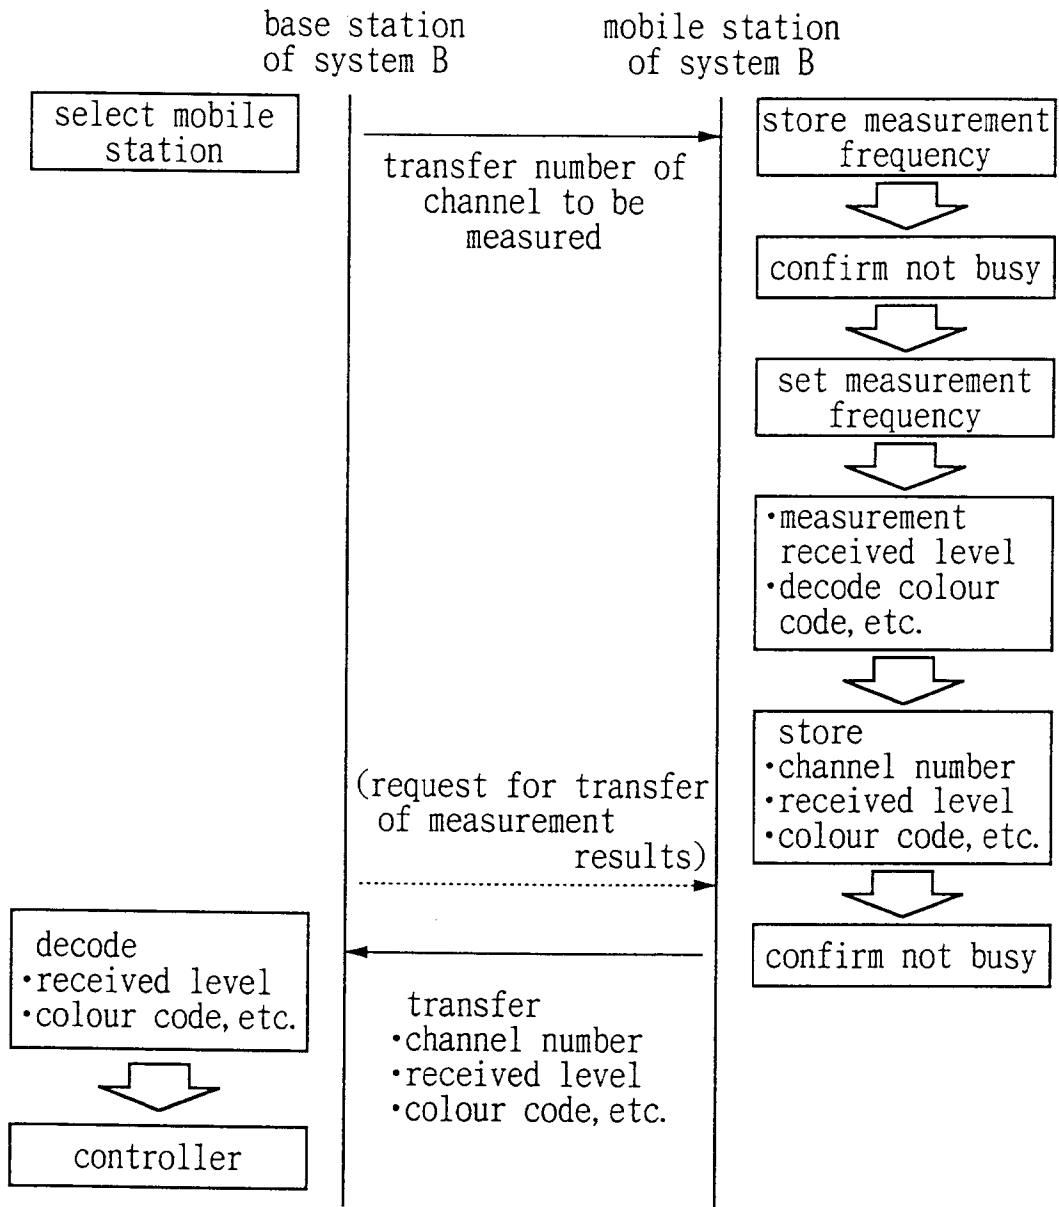 base station
of system B
mobile station
of system B
select mobile
station
transfer number of
channel to be
measured
store measurement
frequency
confirm not busy
set measurement
frequency
•measurement
received level
•decode colour
code, etc.
store
•channel number
•received level
•colour code, etc.
(request for transfer
of measurement
results)
confirm not busy
transfer
•channel number
•received level
•colour code, etc.
decode
•received level
•colour code, etc.
controller